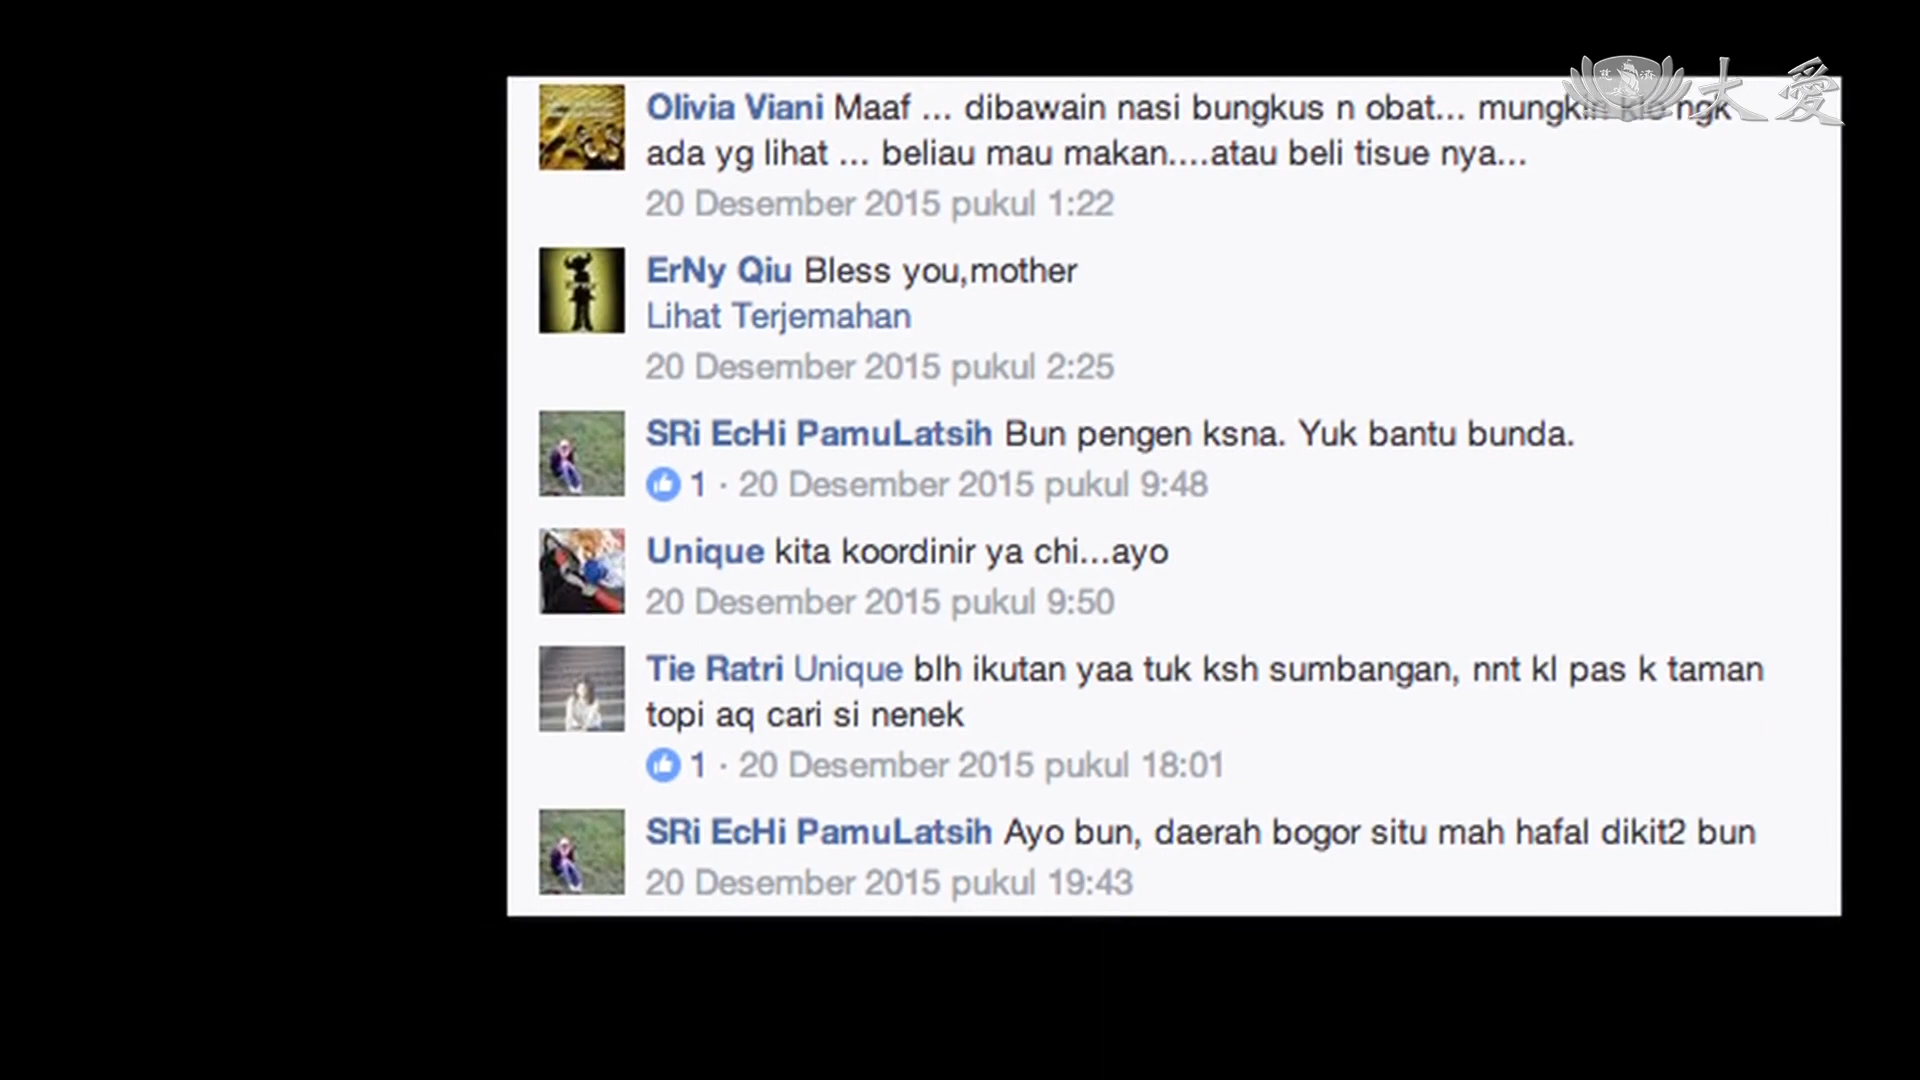 慈 濟 大愛
Olivia Viani Maaf ... dibawain nasi bungkus n obat... mungkin klo ngk
ada yg lihat ... beliau mau makan....atau beli tisue nya...
20 Desember 2015 pukul 1:22
ErNy Qiu Bless you,mother
Lihat Terjemahan
20 Desember 2015 pukul 2:25
SRi EcHi PamuLatsih Bun pengen ksna. Yuk bantu bunda.
1 · 20 Desember 2015 pukul 9:48
Unique kita koordinir ya chi...ayo
20 Desember 2015 pukul 9:50
Tie Ratri Unique blh ikutan yaa tuk ksh sumbangan, nnt kl pas k taman
topi aq cari si nenek
1 · 20 Desember 2015 pukul 18:01
SRi EcHi PamuLatsih Ayo bun, daerah bogor situ mah hafal dikit2 bun
20 Desember 2015 pukul 19:43